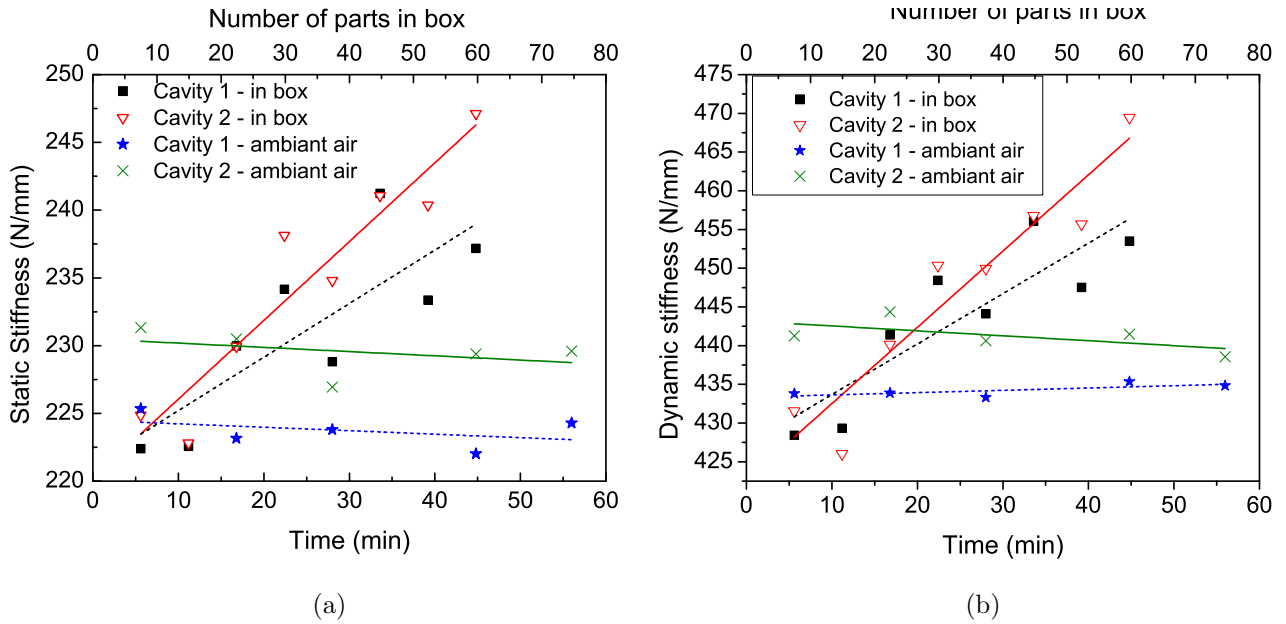 Number of parts in box
0 10 20 30 40 50 60 70 80
250
245
240
235
230
225
220
Static Stiffness (N/mm)
Cavity 1 - in box
Cavity 2 - in box
Cavity 1 - ambiant air
Cavity 2 - ambiant air
0 10 20 30 40 50 60
Time (min)
(a)
Number of parts in box
0 10 20 30 40 50 60 70 80
475
470
465
460
455
450
445
440
435
430
425
Dynamic stiffness (N/mm)
Cavity 1 - in box
Cavity 2 - in box
Cavity 1 - ambiant air
Cavity 2 - ambiant air
0 10 20 30 40 50 60
Time (min)
(b)